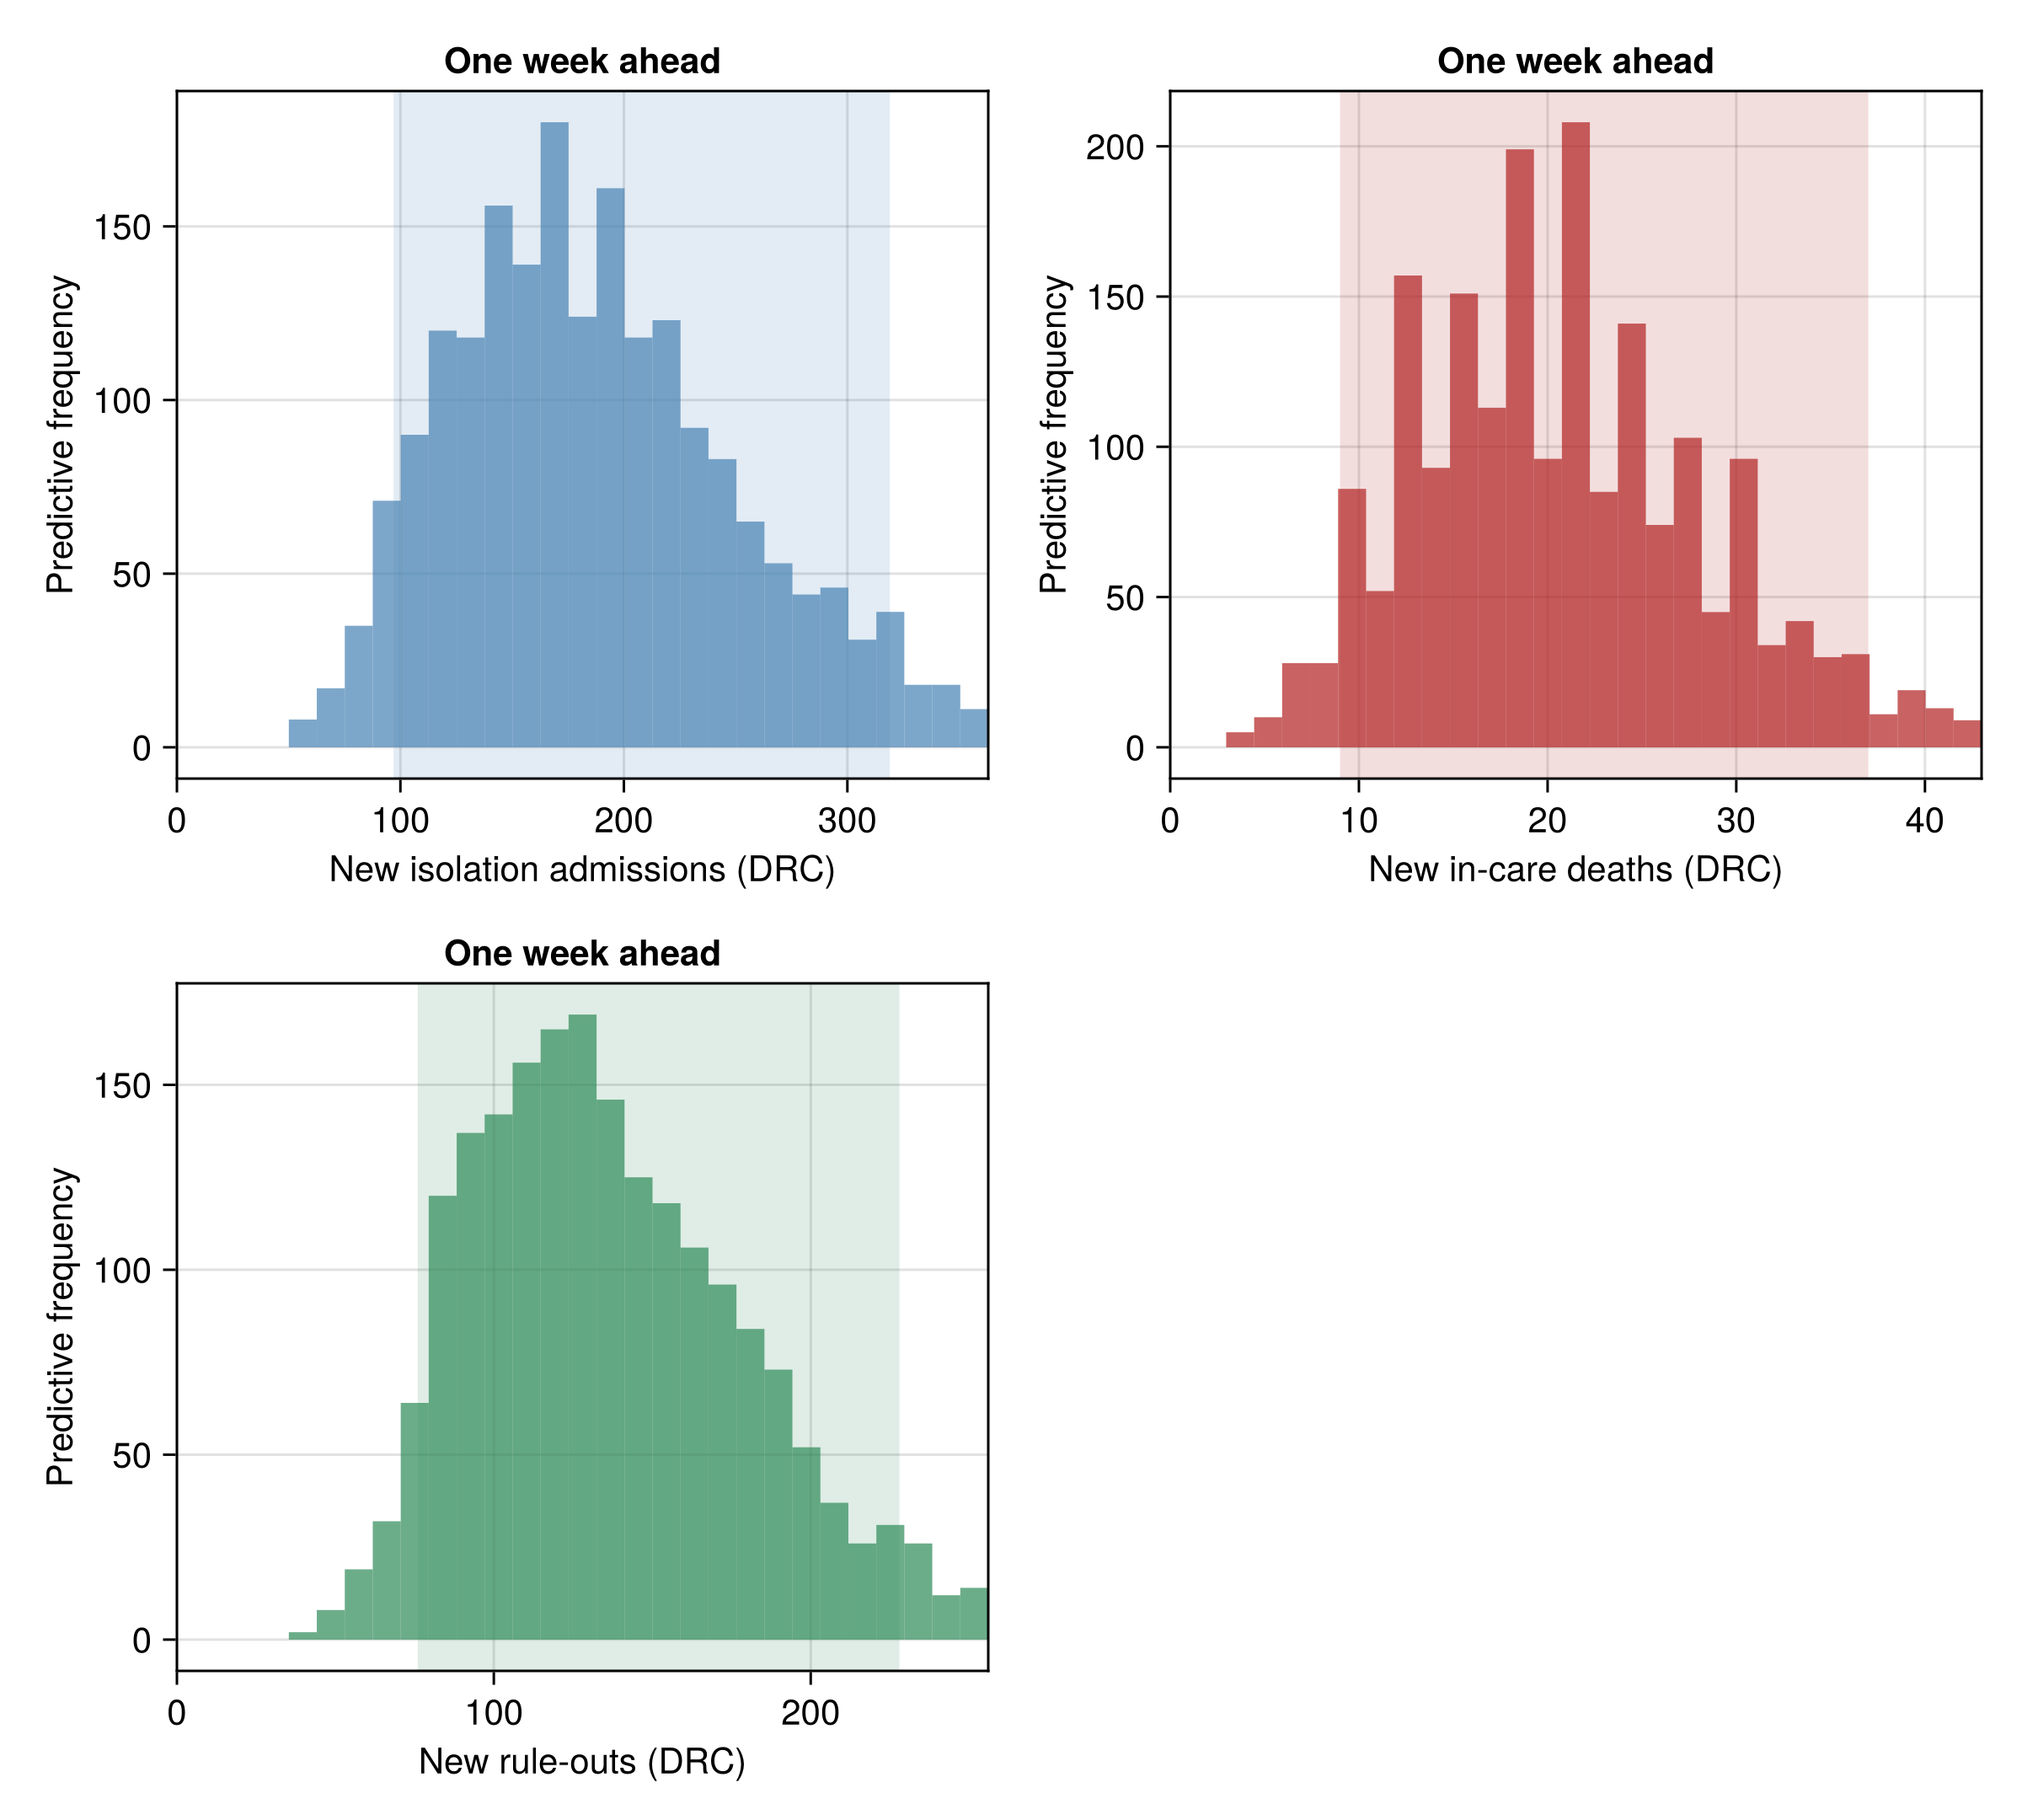 One week ahead
Predictive frequency
150
100
50
0
0 100 200 300
New isolation admissions (DRC)
One week ahead
Predictive frequency
200
150
100
50
0
0 10 20 30 40
New in-care deaths (DRC)
One week ahead
Predictive frequency
150
100
50
0
0 100 200
New rule-outs (DRC)